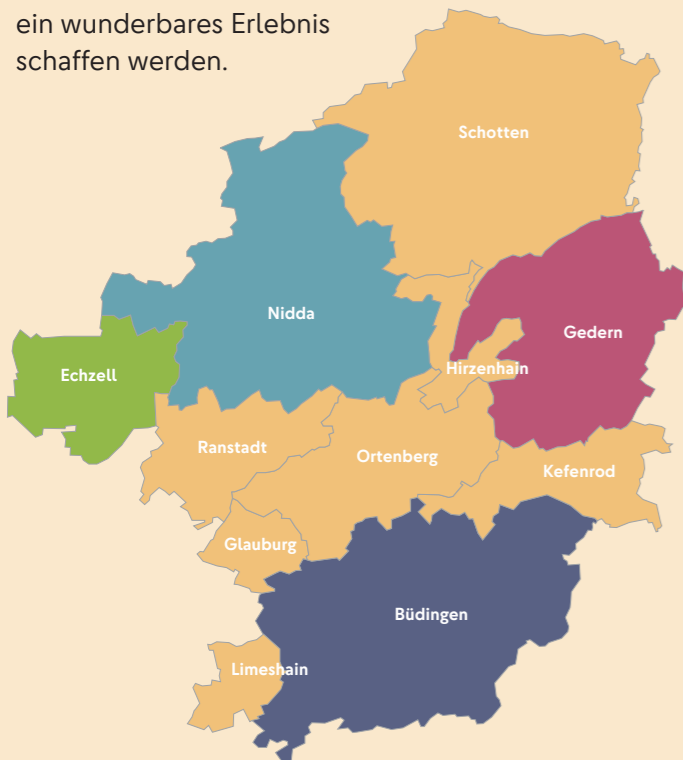 ein wunderbares Erlebnis
schaffen werden.
Schotten
Nidda
Gedern
Hirzenhain
Echzell
Ranstadt
Ortenberg
Kefenrod
Glauburg
Büdingen
Limeshain